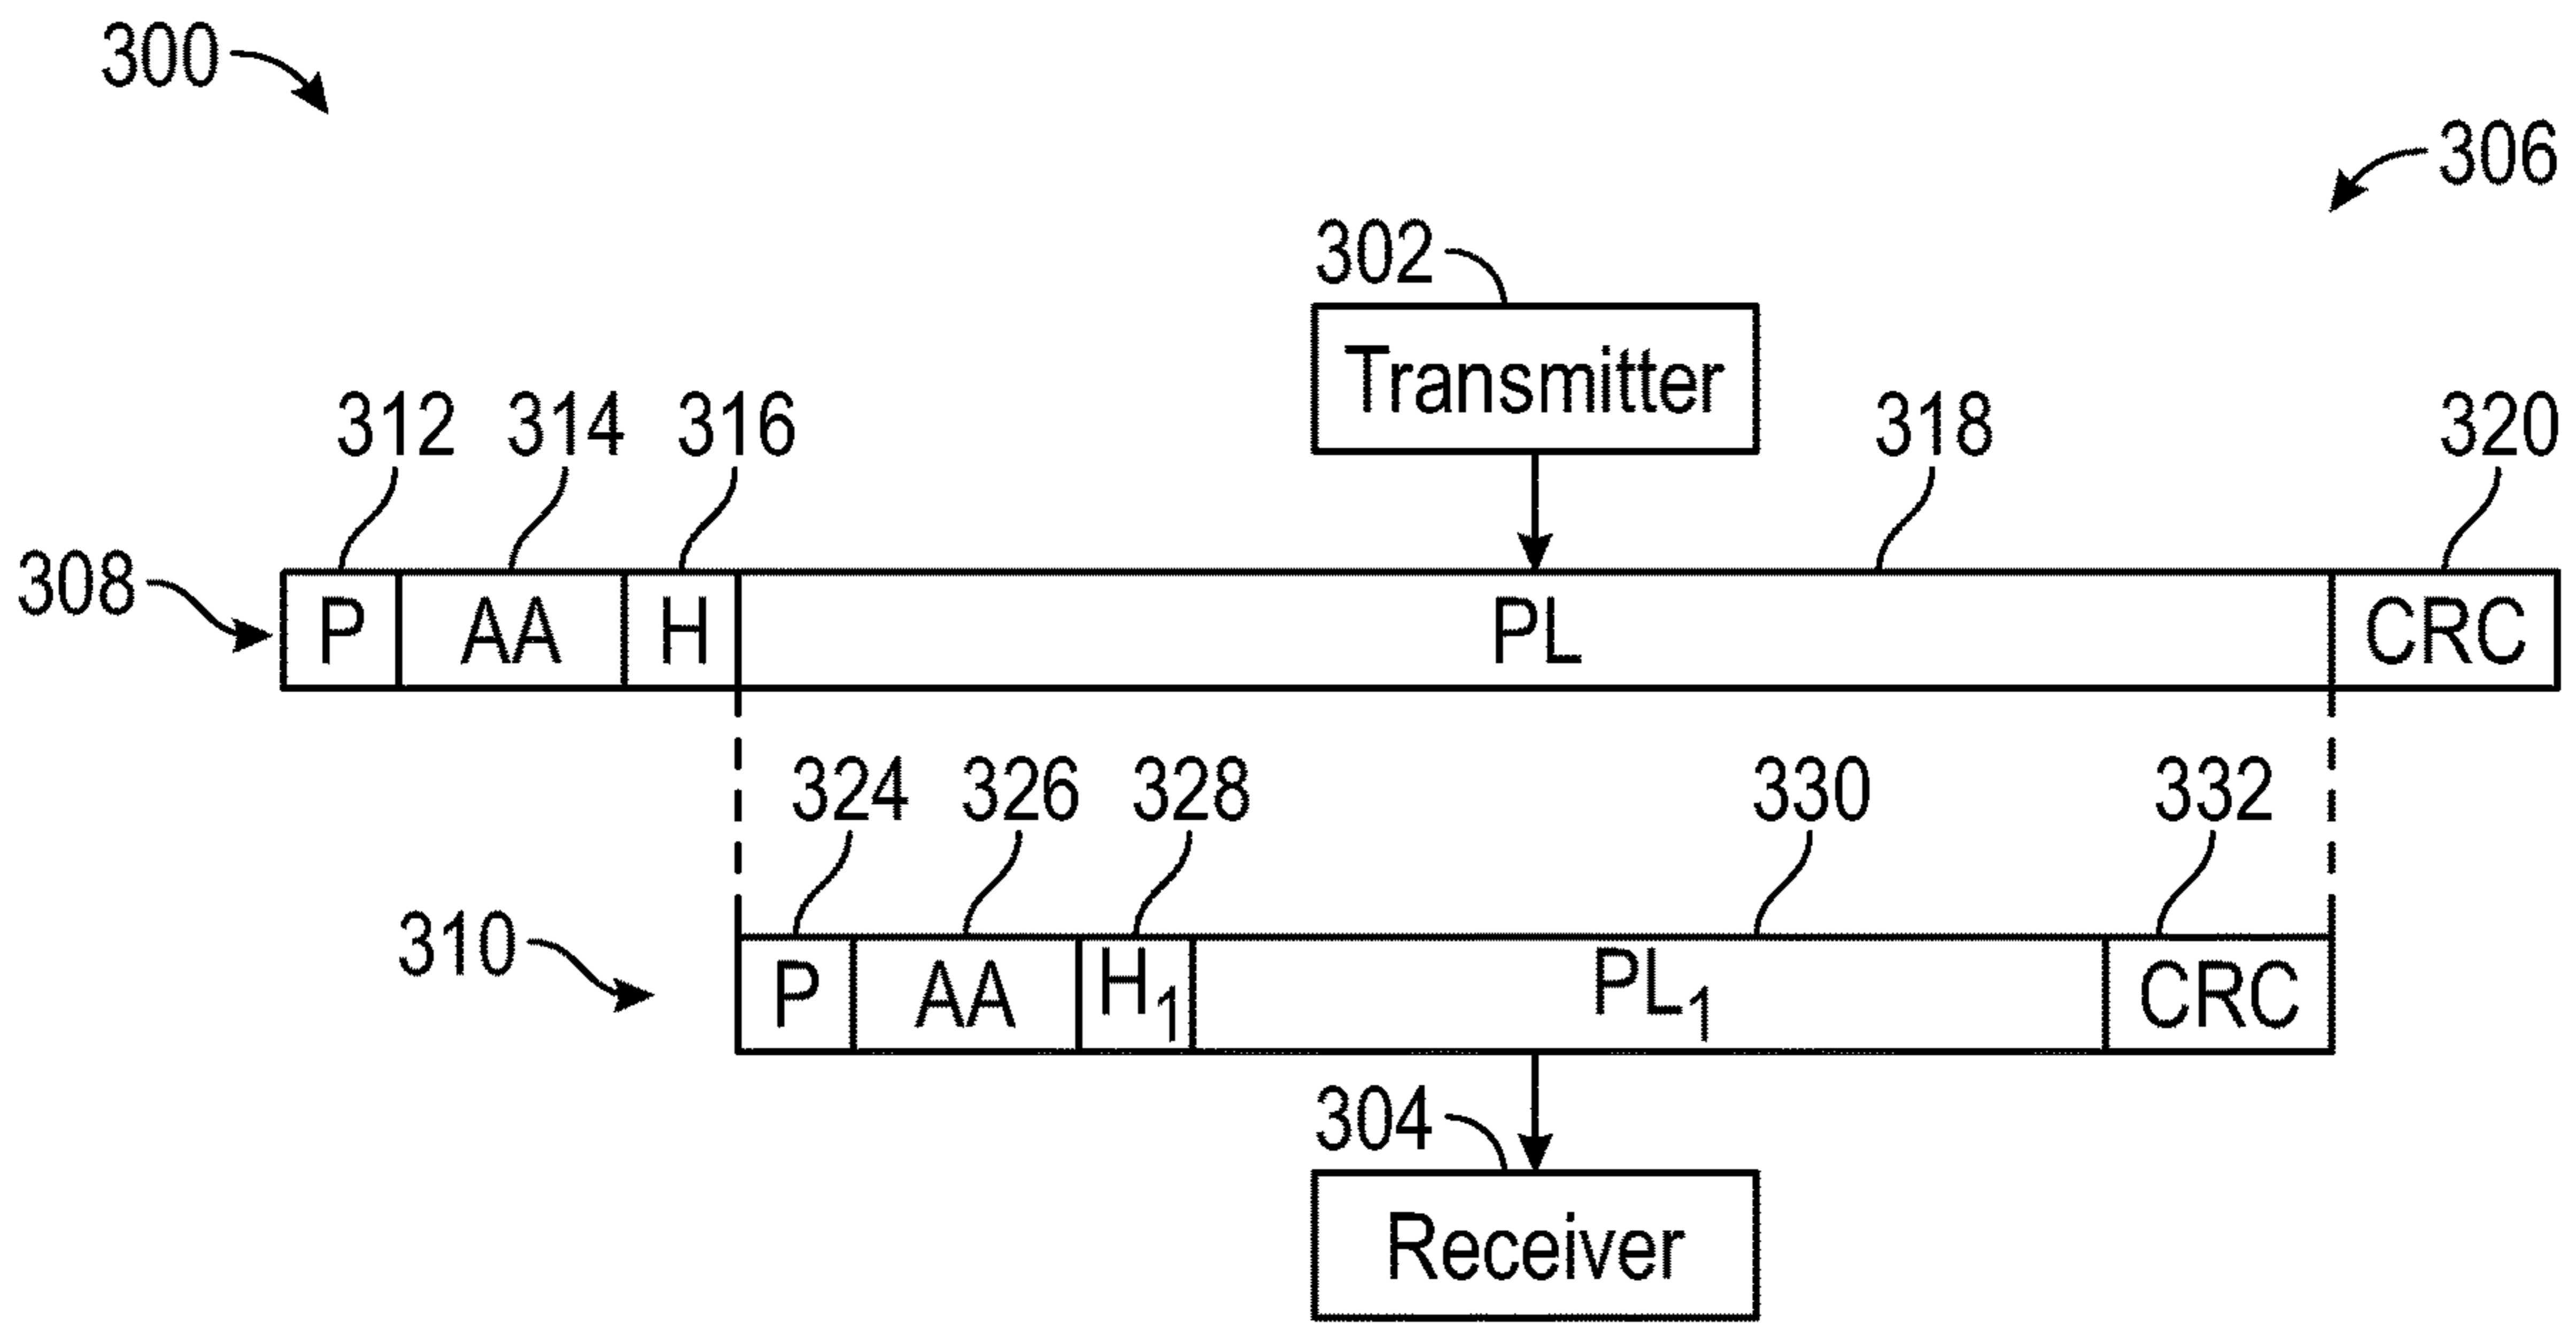 300
306
302
Transmitter
312 314 316 318 320
308
P AA H PL CRC
324 326 328 330 332
310
P AA H1 PL1 CRC
304
Receiver